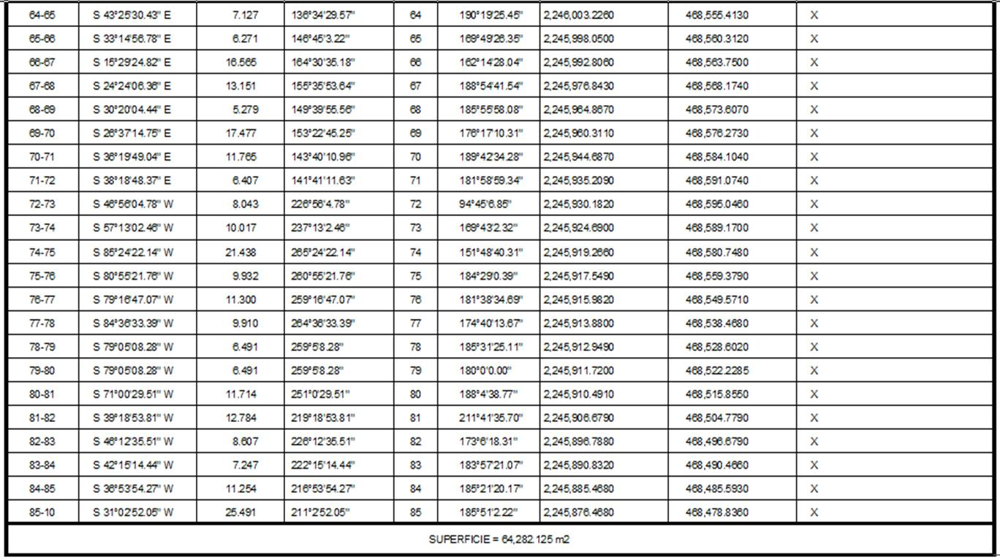 64-65 S 43°25'30.43" E 7.127 136°34'29.57" 64 190°19'25.45" 2,246,003.2260 468,555.4130 X
65-66 S 33°14'56.78" E 6.271 146°45'3.22" 65 169°49'26.35" 2,245,998.0500 468,560.3120 X
66-67 S 15°29'24.82" E 16.565 164°30'35.18" 66 162°14'28.04" 2,245,992.8060 468,563.7500 X
67-68 S 24°24'06.36" E 13.151 155°35'53.64" 67 188°54'41.54" 2,245,976.8430 468,568.1740 X
68-69 S 30°20'04.44" E 5.279 149°39'55.56" 68 185°55'58.08" 2,245,964.8670 468,573.6070 X
69-70 S 26°37'14.75" E 17.477 153°22'45.25" 69 176°17'10.31" 2,245,960.3110 468,576.2730 X
70-71 S 36°19'49.04" E 11.765 143°40'10.96" 70 189°42'34.28" 2,245,944.6870 468,584.1040 X
71-72 S 38°18'48.37" E 6.407 141°41'11.63" 71 181°58'59.34" 2,245,935.2090 468,591.0740 X
72-73 S 46°56'04.78" W 8.043 226°56'4.78" 72 94°45'6.85" 2,245,930.1820 468,595.0460 X
73-74 S 57°13'02.46" W 10.017 237°13'2.46" 73 169°43'2.32" 2,245,924.6900 468,589.1700 X
74-75 S 85°24'22.14" W 21.438 265°24'22.14" 74 151°48'40.31" 2,245,919.2660 468,580.7480 X
75-76 S 80°55'21.76" W 9.932 260°55'21.76" 75 184°29'0.39" 2,245,917.5490 468,559.3790 X
76-77 S 79°16'47.07" W 11.300 259°16'47.07" 76 181°38'34.69" 2,245,915.9820 468,549.5710 X
77-78 S 84°36'33.39" W 9.910 264°36'33.39" 77 174°40'13.67" 2,245,913.8800 468,538.4680 X
78-79 S 79°05'08.28" W 6.491 259°5'8.28" 78 185°31'25.11" 2,245,912.9490 468,528.6020 X
79-80 S 79°05'08.28" W 6.491 259°5'8.28" 79 180°0'0.00" 2,245,911.7200 468,522.2285 X
80-81 S 71°00'29.51" W 11.714 251°0'29.51" 80 188°4'38.77" 2,245,910.4910 468,515.8550 X
81-82 S 39°18'53.81" W 12.784 219°18'53.81" 81 211°41'35.70" 2,245,906.6790 468,504.7790 X
82-83 S 46°12'35.51" W 8.607 226°12'35.51" 82 173°6'18.31" 2,245,896.7880 468,496.6790 X
83-84 S 42°15'14.44" W 7.247 222°15'14.44" 83 183°57'21.07" 2,245,890.8320 468,490.4660 X
84-85 S 36°53'54.27" W 11.254 216°53'54.27" 84 185°21'20.17" 2,245,885.4680 468,485.5930 X
85-10 S 31°02'52.05" W 25.491 211°2'52.05" 85 185°51'2.22" 2,245,876.4680 468,478.8360 X
SUPERFICIE = 64,282.125 m2